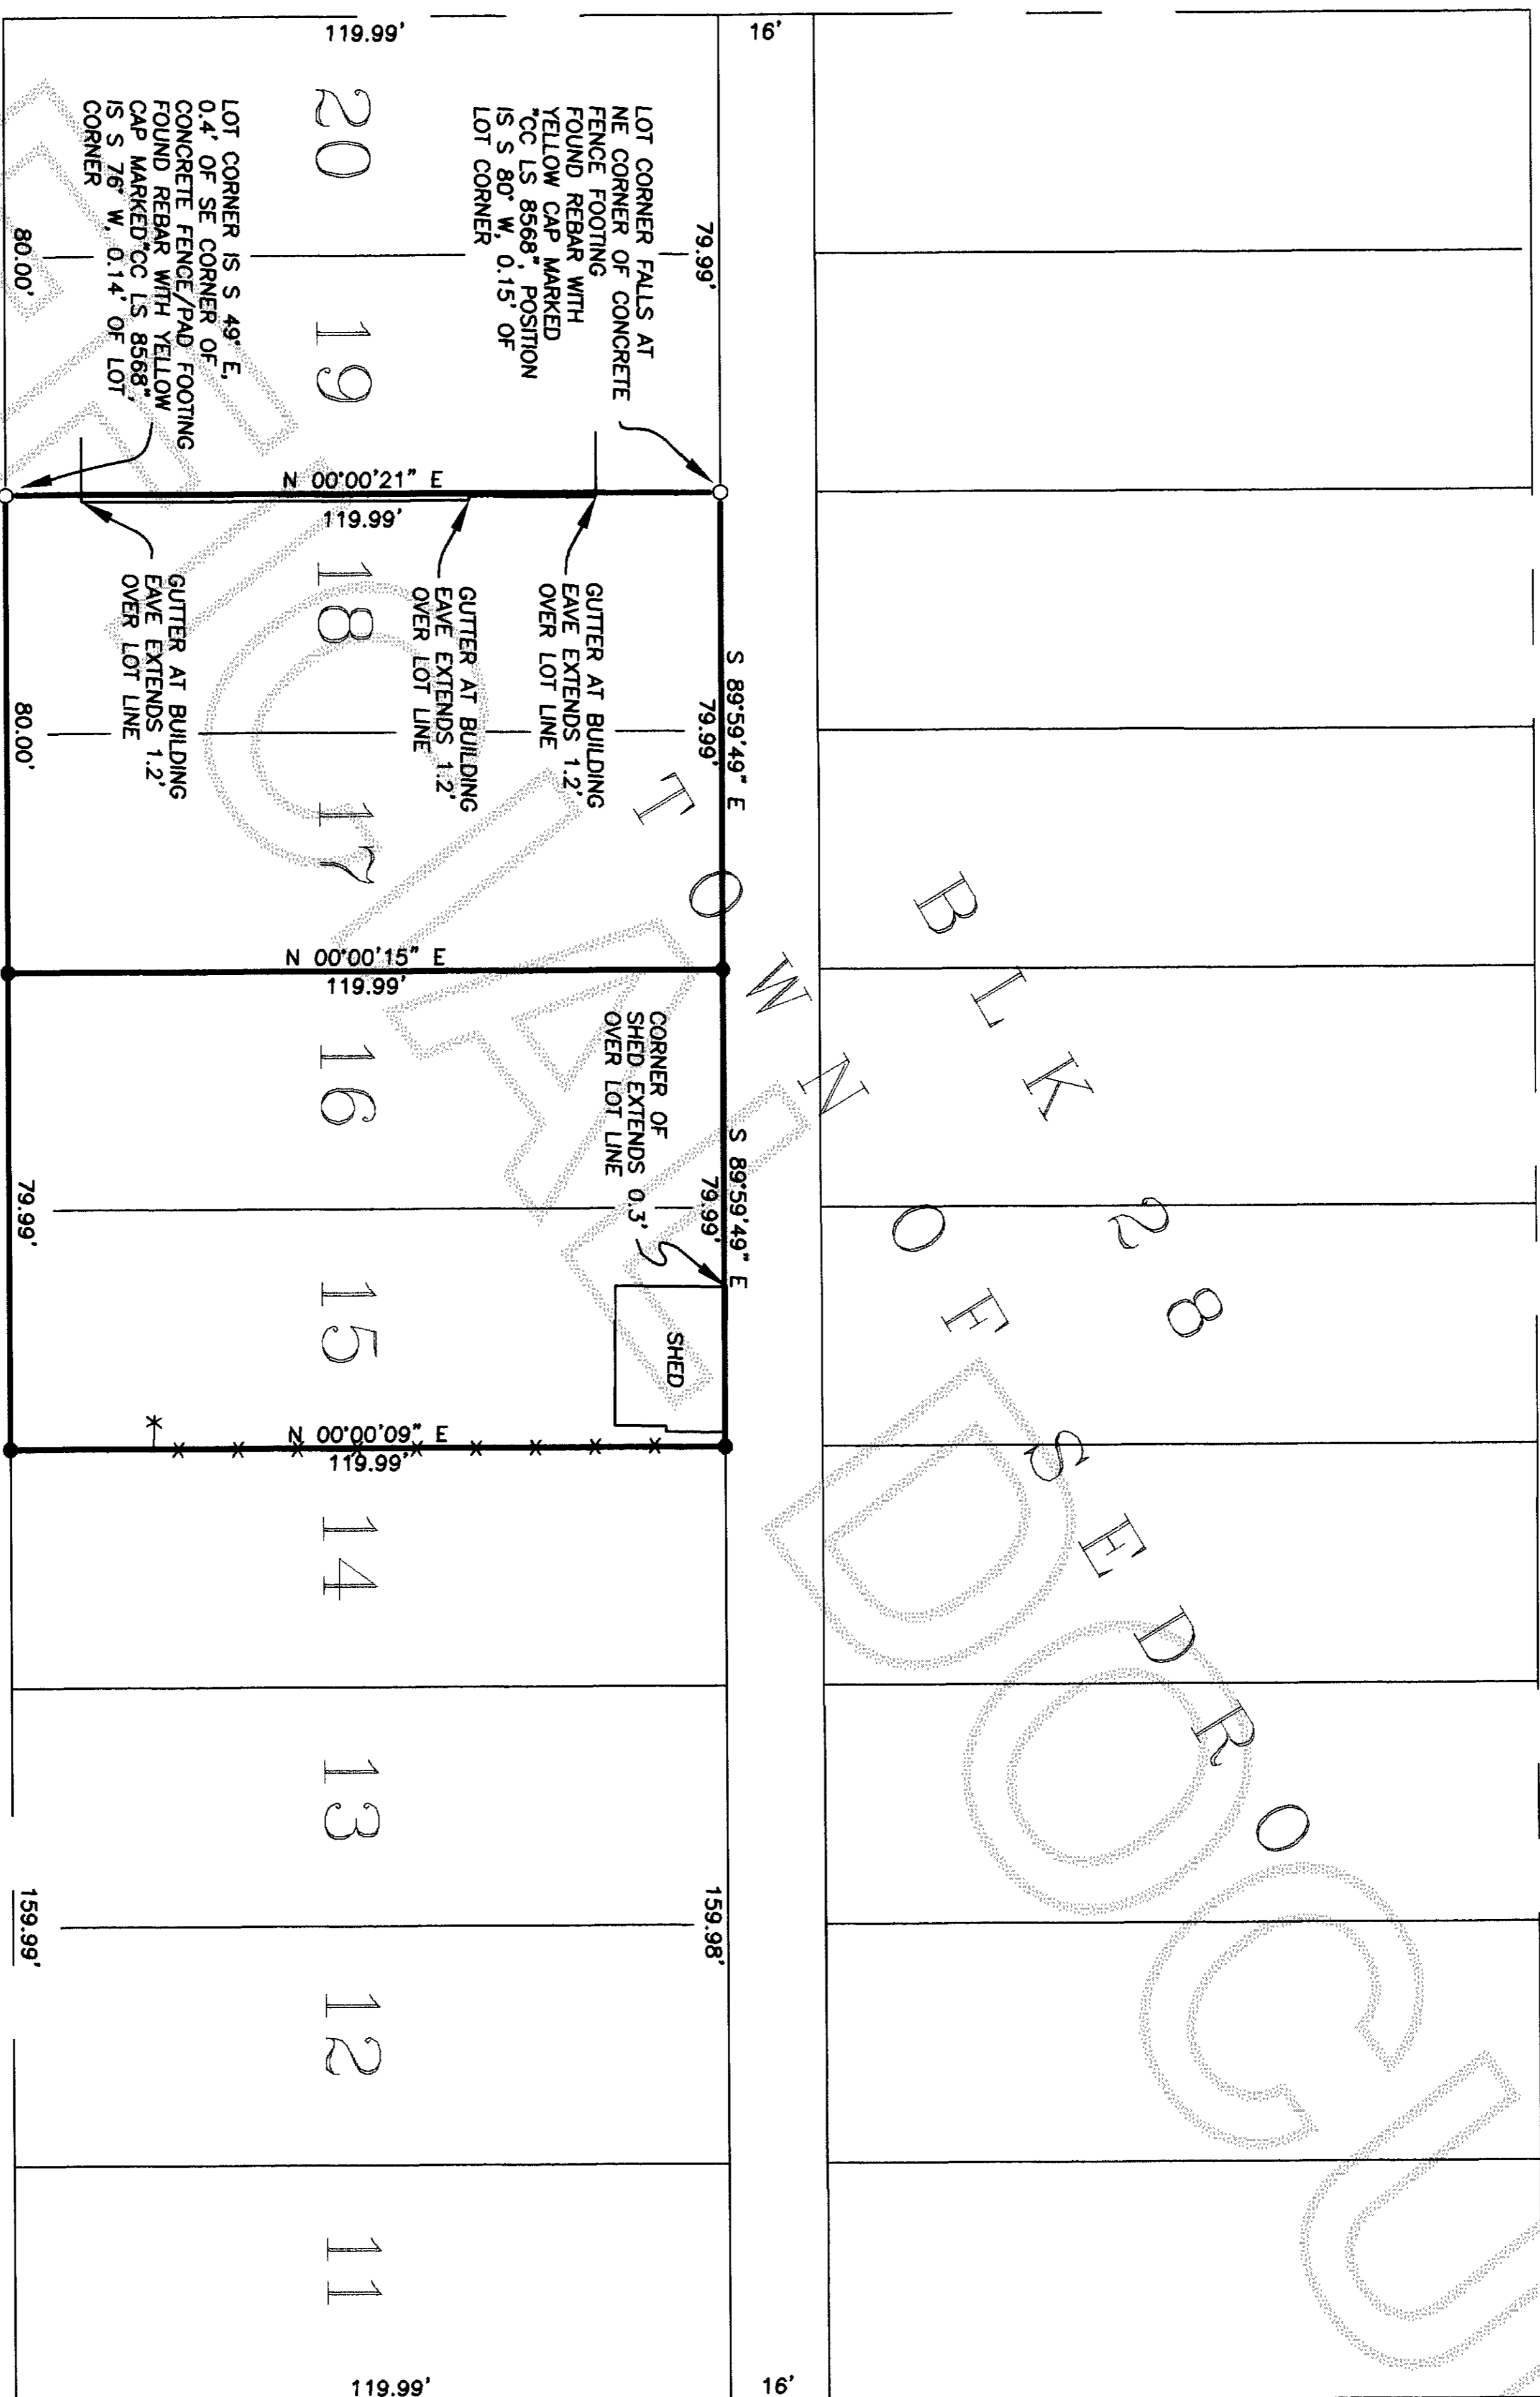 119.99'
16'
20
19
18
17
16
15
14
13
12
11
LOT CORNER FALLS AT
NE CORNER OF CONCRETE
FENCE FOOTING
FOUND REBAR WITH
YELLOW CAP MARKED
"CC LS 8568", POSITION
IS S 80° W, 0.15' OF
LOT CORNER
LOT CORNER IS S 49° E,
0.4' OF SE CORNER OF
CONCRETE FENCE/PAD FOOTING
FOUND REBAR WITH YELLOW
CAP MARKED "CC LS 8568"
IS S 76° W, 0.14' OF LOT
CORNER
79.99'
80.00'
N 00°00'21" E
119.99'
GUTTER AT BUILDING
EAVE EXTENDS 1.2'
OVER LOT LINE
GUTTER AT BUILDING
EAVE EXTENDS 1.2'
OVER LOT LINE
GUTTER AT BUILDING
EAVE EXTENDS 1.2'
OVER LOT LINE
S 89°59'49" E
79.99'
80.00'
N 00°00'15" E
119.99'
S 89°59'49" E
79.99'
CORNER OF
SHED EXTENDS 0.3'
OVER LOT LINE
SHED
79.99'
N 00°00'09" E
119.99'
159.98'
159.99'
119.99'
16'
BLK 28
TOWN OF SEDRO